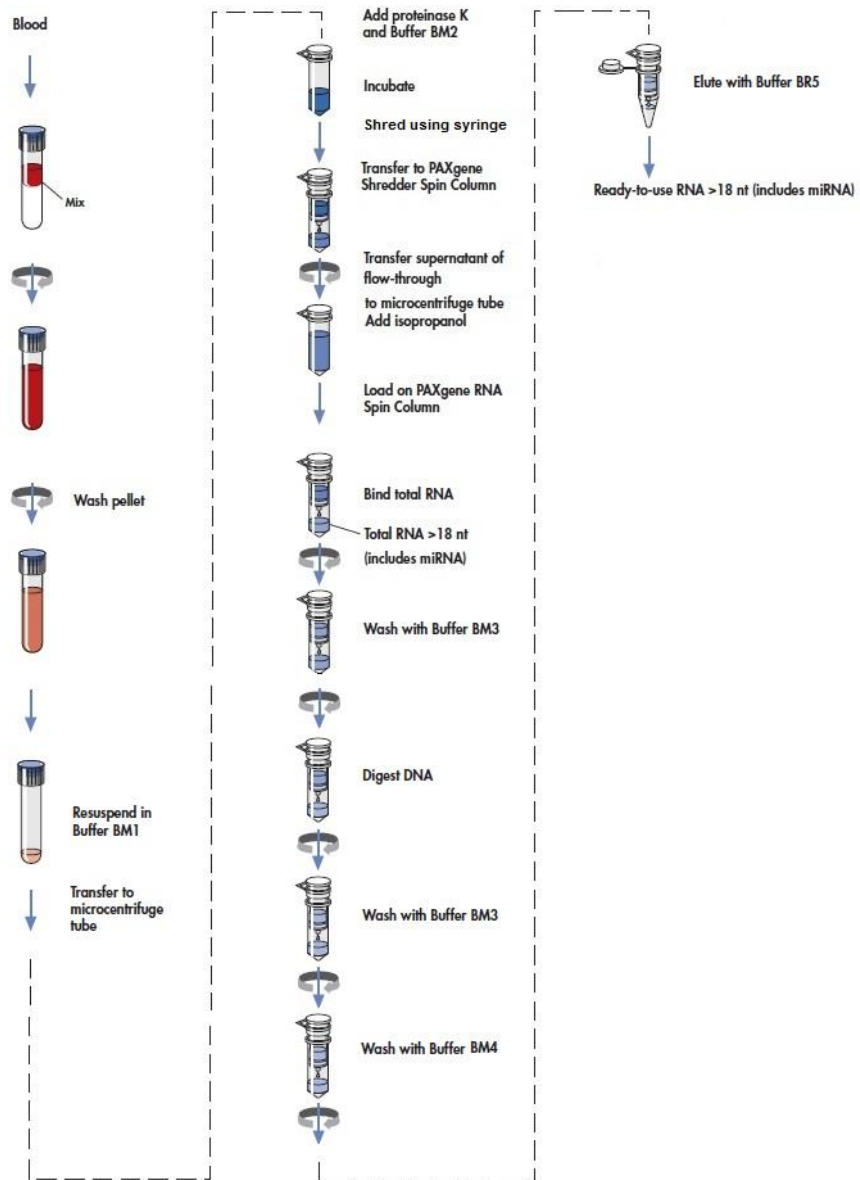 Blood
Mix
Wash pellet
Resuspend in
Buffer BM1
Transfer to
microcentrifuge
tube
Add proteinase K
and Buffer BM2
Incubate
Shred using syringe
Transfer to PAXgene
Shredder Spin Column
Transfer supernatant of
flow-through
to microcentrifuge tube
Add isopropanol
Load on PAXgene RNA
Spin Column
Bind total RNA
Total RNA >18 nt
(includes miRNA)
Wash with Buffer BM3
Digest DNA
Wash with Buffer BM3
Wash with Buffer BM4
Elute with Buffer BR5
Ready-to-use RNA >18 nt (includes miRNA)